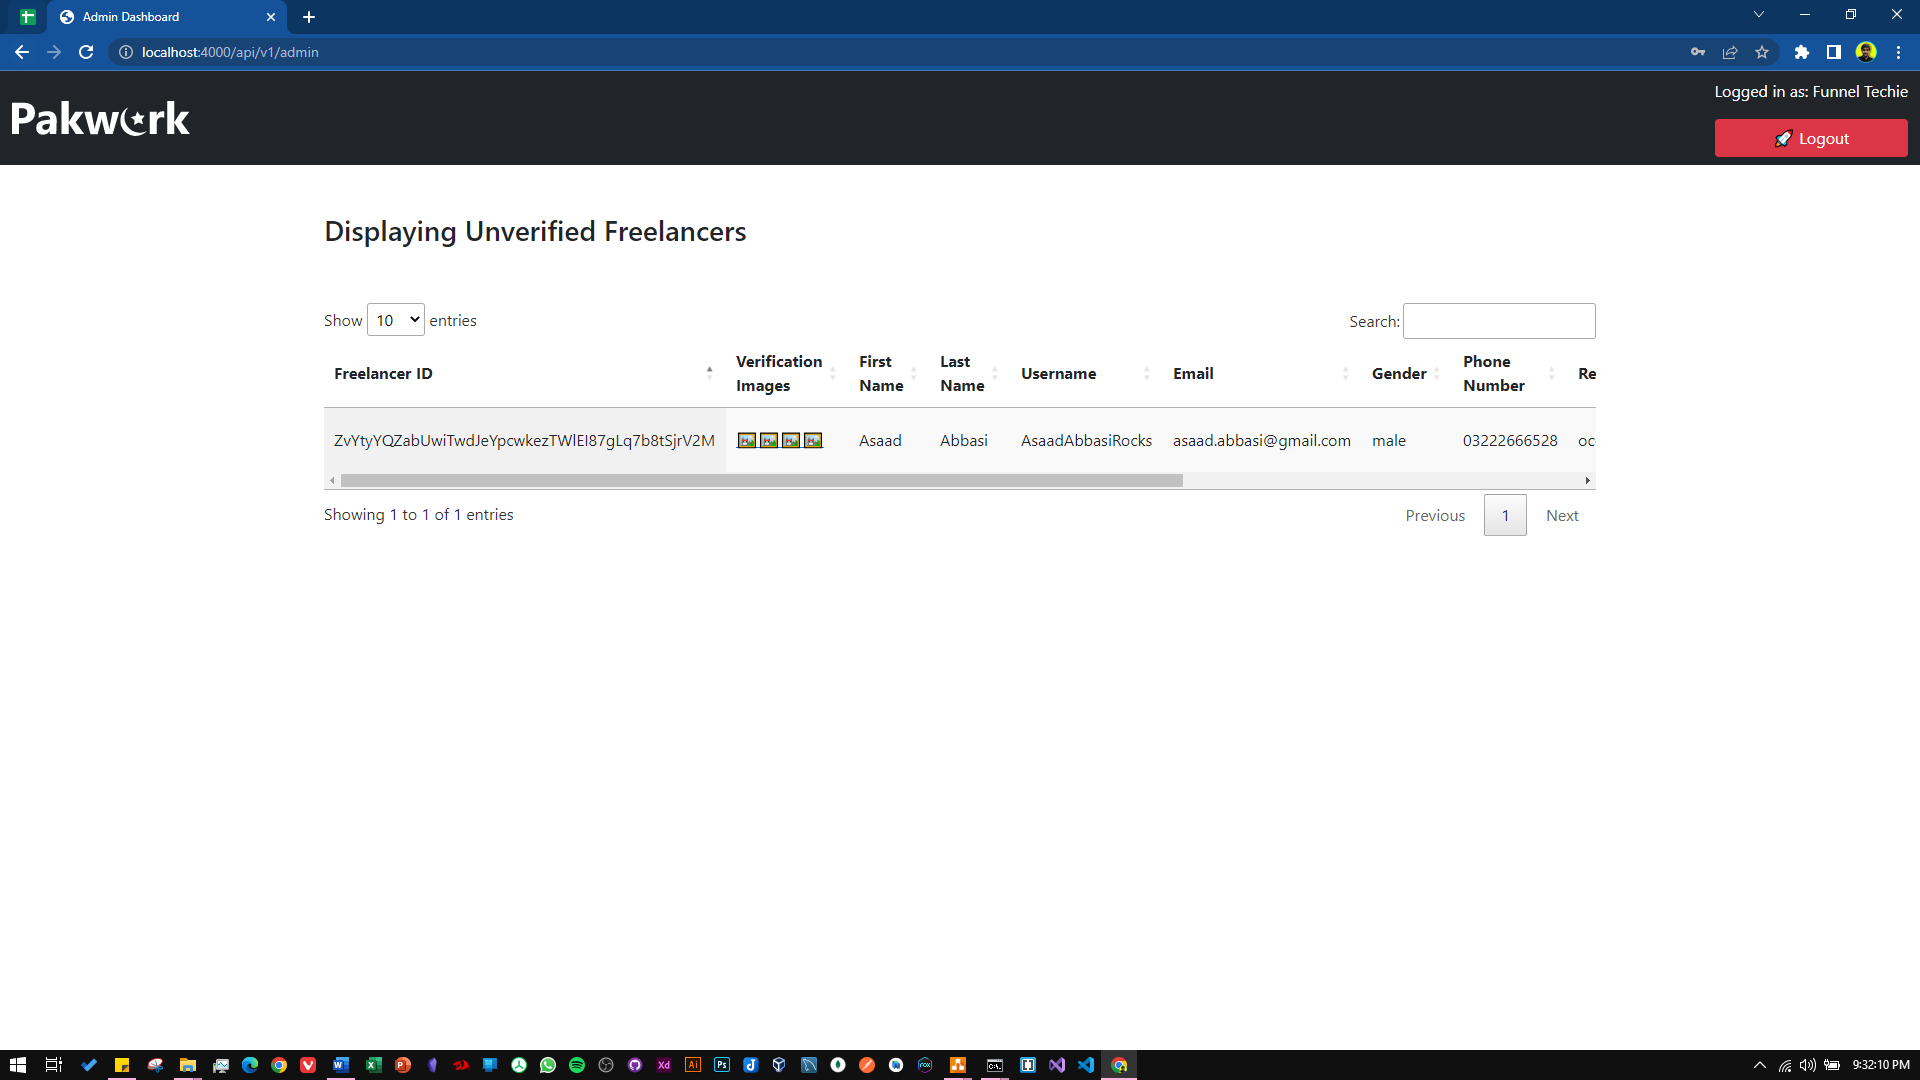 Admin Dashboard
localhost:4000/api/v1/admin
Pakwork
Logged in as: Funnel Techie
🚀 Logout
Displaying Unverified Freelancers
Show 10 entries
Search:
Freelancer ID
Verification Images
First Name
Last Name
Username
Email
Gender
Phone Number
Re
ZvYtyYQZabUwiTwdJeYpcwkezTWlEI87gLq7b8tSjrV2M
Asaad
Abbasi
AsaadAbbasiRocks
asaad.abbasi@gmail.com
male
03222666528
oc
Showing 1 to 1 of 1 entries
Previous 1 Next
Xd
Ai
Ps
9:32:10 PM